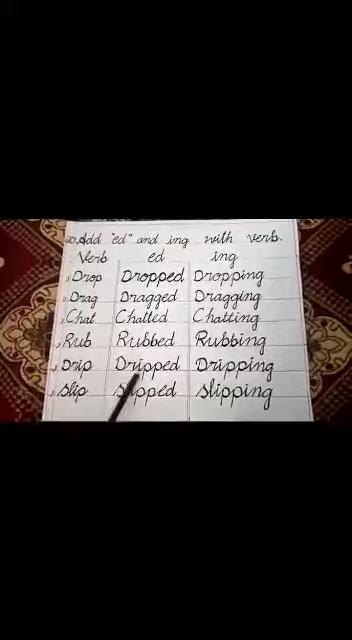 Add "ed" and ing with verb.
Verb ed ing
Drop Dropped Dropping
Drag Dragged Dragging
Chat Chatted Chatting
Rub Rubbed Rubbing
Drip Dripped Dripping
Slip Slipped Slipping